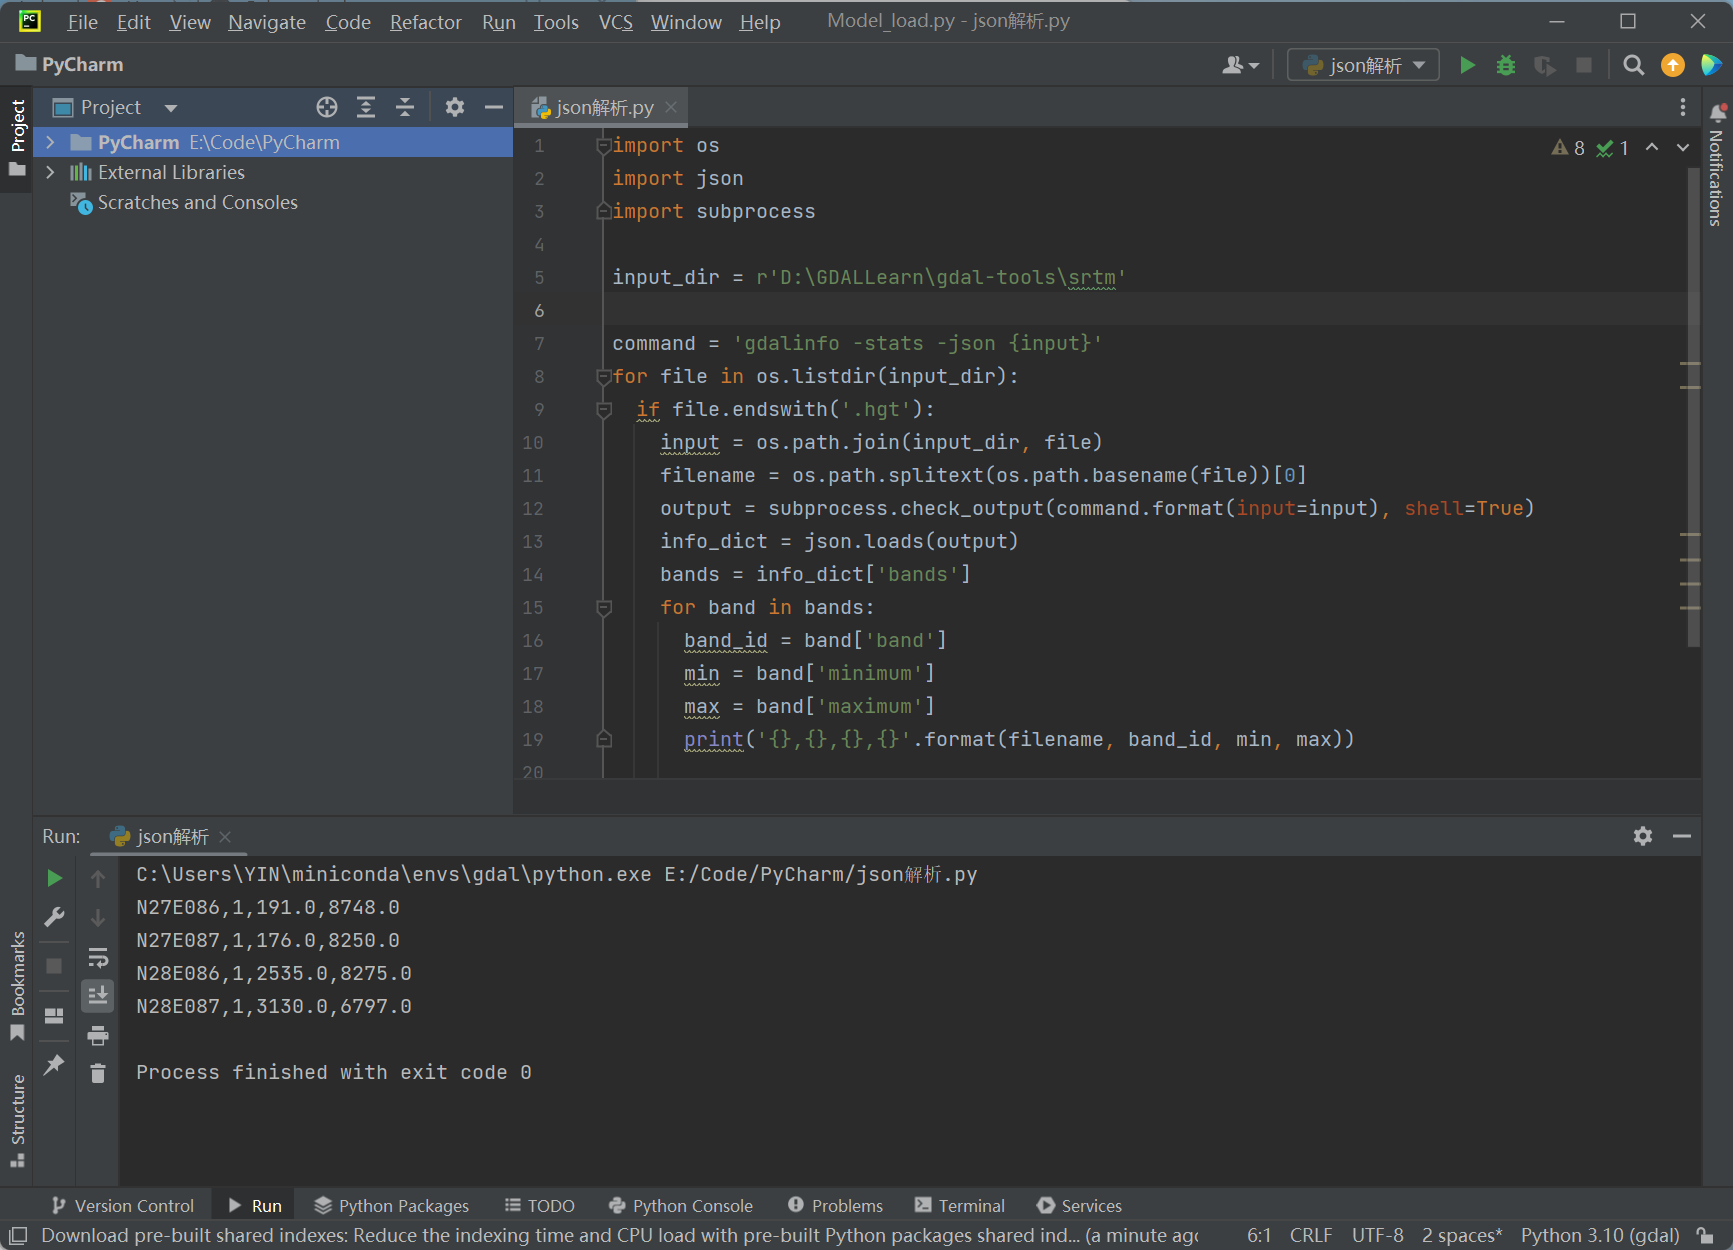 PC File Edit View Navigate Code Refactor Run Tools VCS Window Help Model_load.py - json解析.py
PyCharm json解析
Project
Project
json解析.py
Notifications
PyCharm E:\Code\PyCharm
External Libraries
Scratches and Consoles
8 1
1 import os
2 import json
3 import subprocess
4
5 input_dir = r'D:\GDALLearn\gdal-tools\srtm'
6
7 command = 'gdalinfo -stats -json {input}'
8 for file in os.listdir(input_dir):
9 if file.endswith('.hgt'):
10 input = os.path.join(input_dir, file)
11 filename = os.path.splitext(os.path.basename(file))[0]
12 output = subprocess.check_output(command.format(input=input), shell=True)
13 info_dict = json.loads(output)
14 bands = info_dict['bands']
15 for band in bands:
16 band_id = band['band']
17 min = band['minimum']
18 max = band['maximum']
19 print('{},{},{},{}'.format(filename, band_id, min, max))
20
Run: json解析
C:\Users\YIN\miniconda\envs\gdal\python.exe E:/Code/PyCharm/json解析.py
N27E086,1,191.0,8748.0
N27E087,1,176.0,8250.0
N28E086,1,2535.0,8275.0
N28E087,1,3130.0,6797.0
Process finished with exit code 0
Bookmarks
Structure
Version Control Run Python Packages TODO Python Console Problems Terminal Services
Download pre-built shared indexes: Reduce the indexing time and CPU load with pre-built Python packages shared ind... (a minute ago 6:1 CRLF UTF-8 2 spaces* Python 3.10 (gdal)